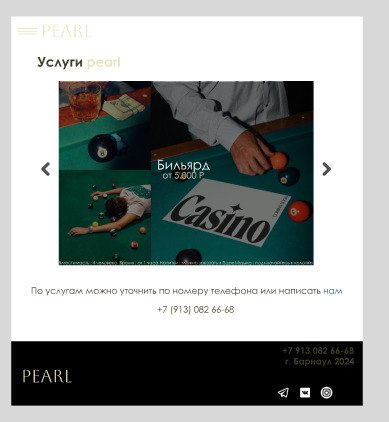 PEARL
Услуги pearl
Бильярд
от 5.000 Р
Casino
По услугам можно уточнить по номеру телефона или написать нам
+7 (913) 082 66-68
+7 913 082 66-68
г. Барнаул 2024
PEARL